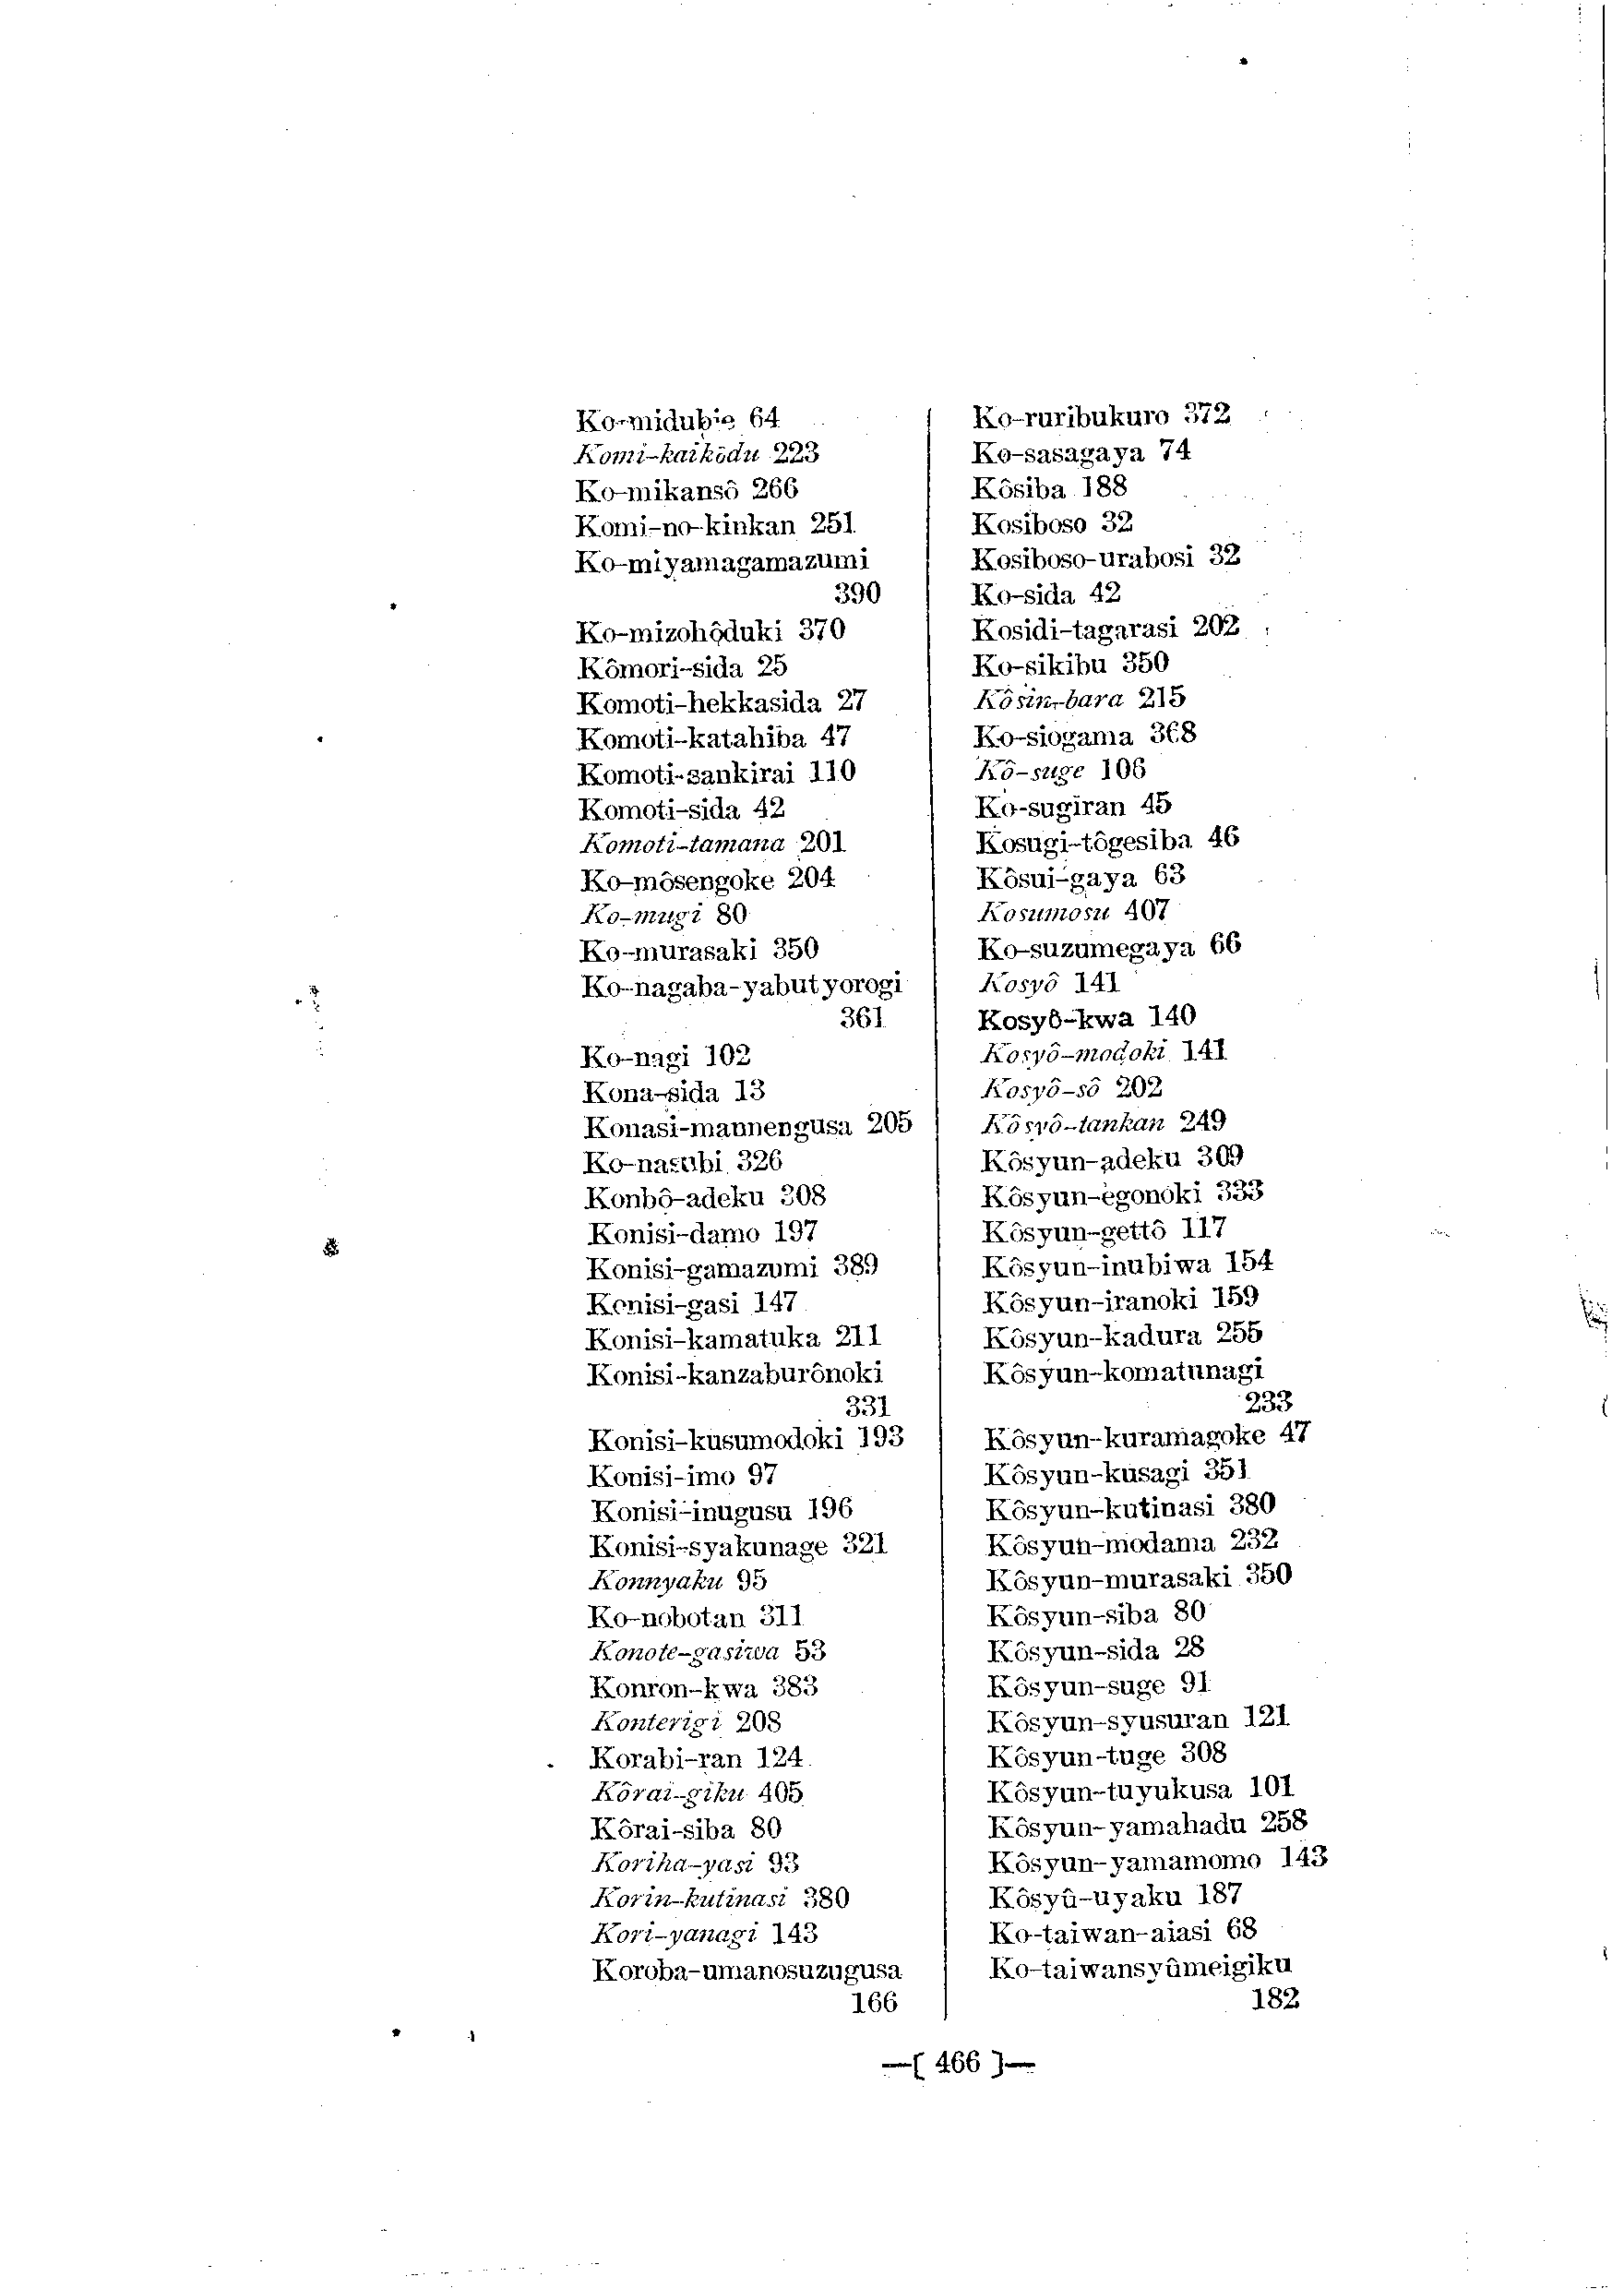 Ko-midubie 64
Komi-kaikôdu 223
Ko-mikansô 266
Komi-no-kinkan 251
Ko-miyamagamazumi
390
Ko-mizohôduki 370
Kômori-sida 25
Komoti-hekkasida 27
Komoti-katahiba 47
Komoti-sankirai 110
Komoti-sida 42
Komoti-tamana 201
Ko-môsengoke 204
Ko-mugi 80
Ko-murasaki 350
Ko-nagaba-yabutyorogi
361
Ko-nagi 102
Kona-sida 13
Konasi-mannengusa 205
Ko-nasubi 326
Konbô-adeku 308
Konisi-damo 197
Konisi-gamazumi 389
Konisi-gasi 147
Konisi-kamatuka 211
Konisi-kanzaburônoki
331
Konisi-kusumodoki 193
Konisi-imo 97
Konisi-inugusu 196
Konisi-syakunage 321
Konnyaku 95
Ko-nobotan 311
Konote-gasiwa 53
Konron-kwa 383
Konterigi 208
Korabi-ran 124
Kôrai-giku 405
Kôrai-siba 80
Koriha-yasi 93
Korin-kutinasi 380
Kori-yanagi 143
Koroba-umanosuzugusa
166
Ko-ruribukuro 372
Ko-sasagaya 74
Kôsiba 188
Kosiboso 32
Kosiboso-urabosi 32
Ko-sida 42
Kosidi-tagarasi 202
Ko-sikibu 350
Kôsin-bara 215
Ko-siogama 368
Kô-suge 106
Ko-sugiran 45
Kosugi-tôgesiba 46
Kôsui-gaya 63
Kosumosu 407
Ko-suzumegaya 66
Kosyô 141
Kosyô-kwa 140
Kosyô-modoki 141
Kosyô-sô 202
Kôsyô-tankan 249
Kôsyun-adeku 309
Kôsyun-egonoki 333
Kôsyun-gettô 117
Kôsyun-inubiwa 154
Kôsyun-iranoki 159
Kôsyun-kadura 255
Kôsyun-komatunagi
233
Kôsyun-kuramagoke 47
Kôsyun-kusagi 351
Kôsyun-kutinasi 380
Kôsyun-modama 232
Kôsyun-murasaki 350
Kôsyun-siba 80
Kôsyun-sida 28
Kôsyun-suge 91
Kôsyun-syusuran 121
Kôsyun-tuge 308
Kôsyun-tuyukusa 101
Kôsyun-yamahadu 258
Kôsyun-yamamomo 143
Kôsyû-uyaku 187
Ko-taiwan-aiasi 68
Ko-taiwansyûmeigiku
182
—[ 466 ]—